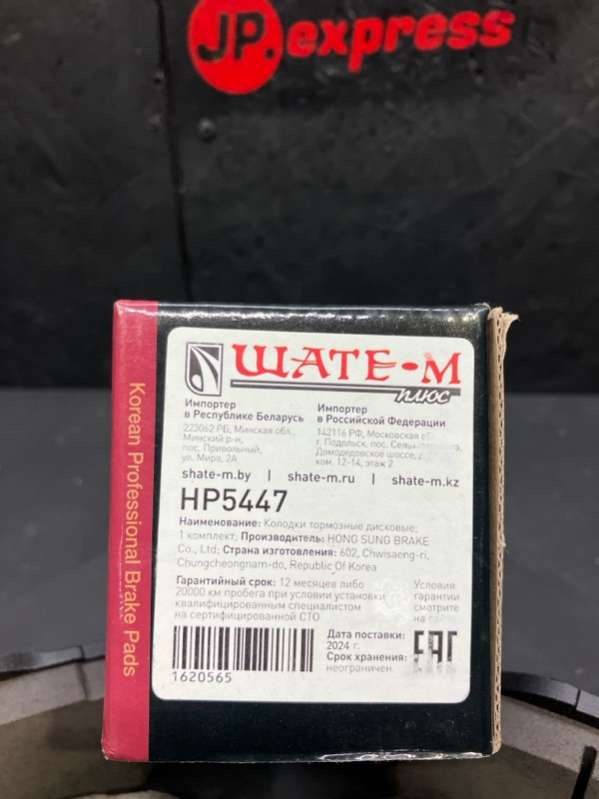 JP.express
ШАТЕ-М
ПЛЮС
Импортер
в Республике Беларусь
223062 РБ, Минская обл.,
Минский р-н,
пос. Привольный,
ул. Мира, 2А
Импортер
в Российской Федерации
142116 РФ, Московская
г. Подольск, пос.
Домодедовское шоссе,
ком. 12-14, этаж 2
shate-m.by | shate-m.ru | shate-m.kz
HP5447
Наименование: Колодки тормозные дисковые;
1 комплект; Производитель: HONG SUNG BRAKE
Co., Ltd; Страна изготовления: 602, Chwisaeng-ri,
Chungcheongnam-do, Republic Of Korea
Гарантийный срок: 12 месяцев либо
20000 км пробега при условии установки
квалифицированным специалистом
на сертифицированной СТО
Условия
гарантии
смотрите
на
1620565
Дата поставки:
2024 г.
Срок хранения:
неограничен.
EAC
Korean Professional Brake Pads